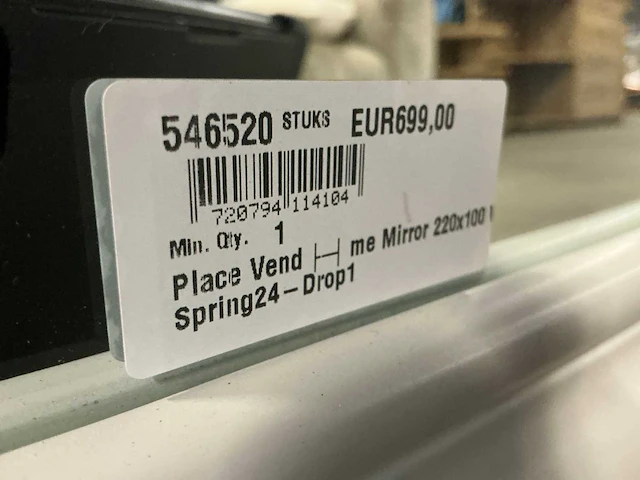 546520 STUKS EUR699,00
720794 114104
Min. Qty. 1
Place Vend├─┤me Mirror 220x100
Spring24-Drop1